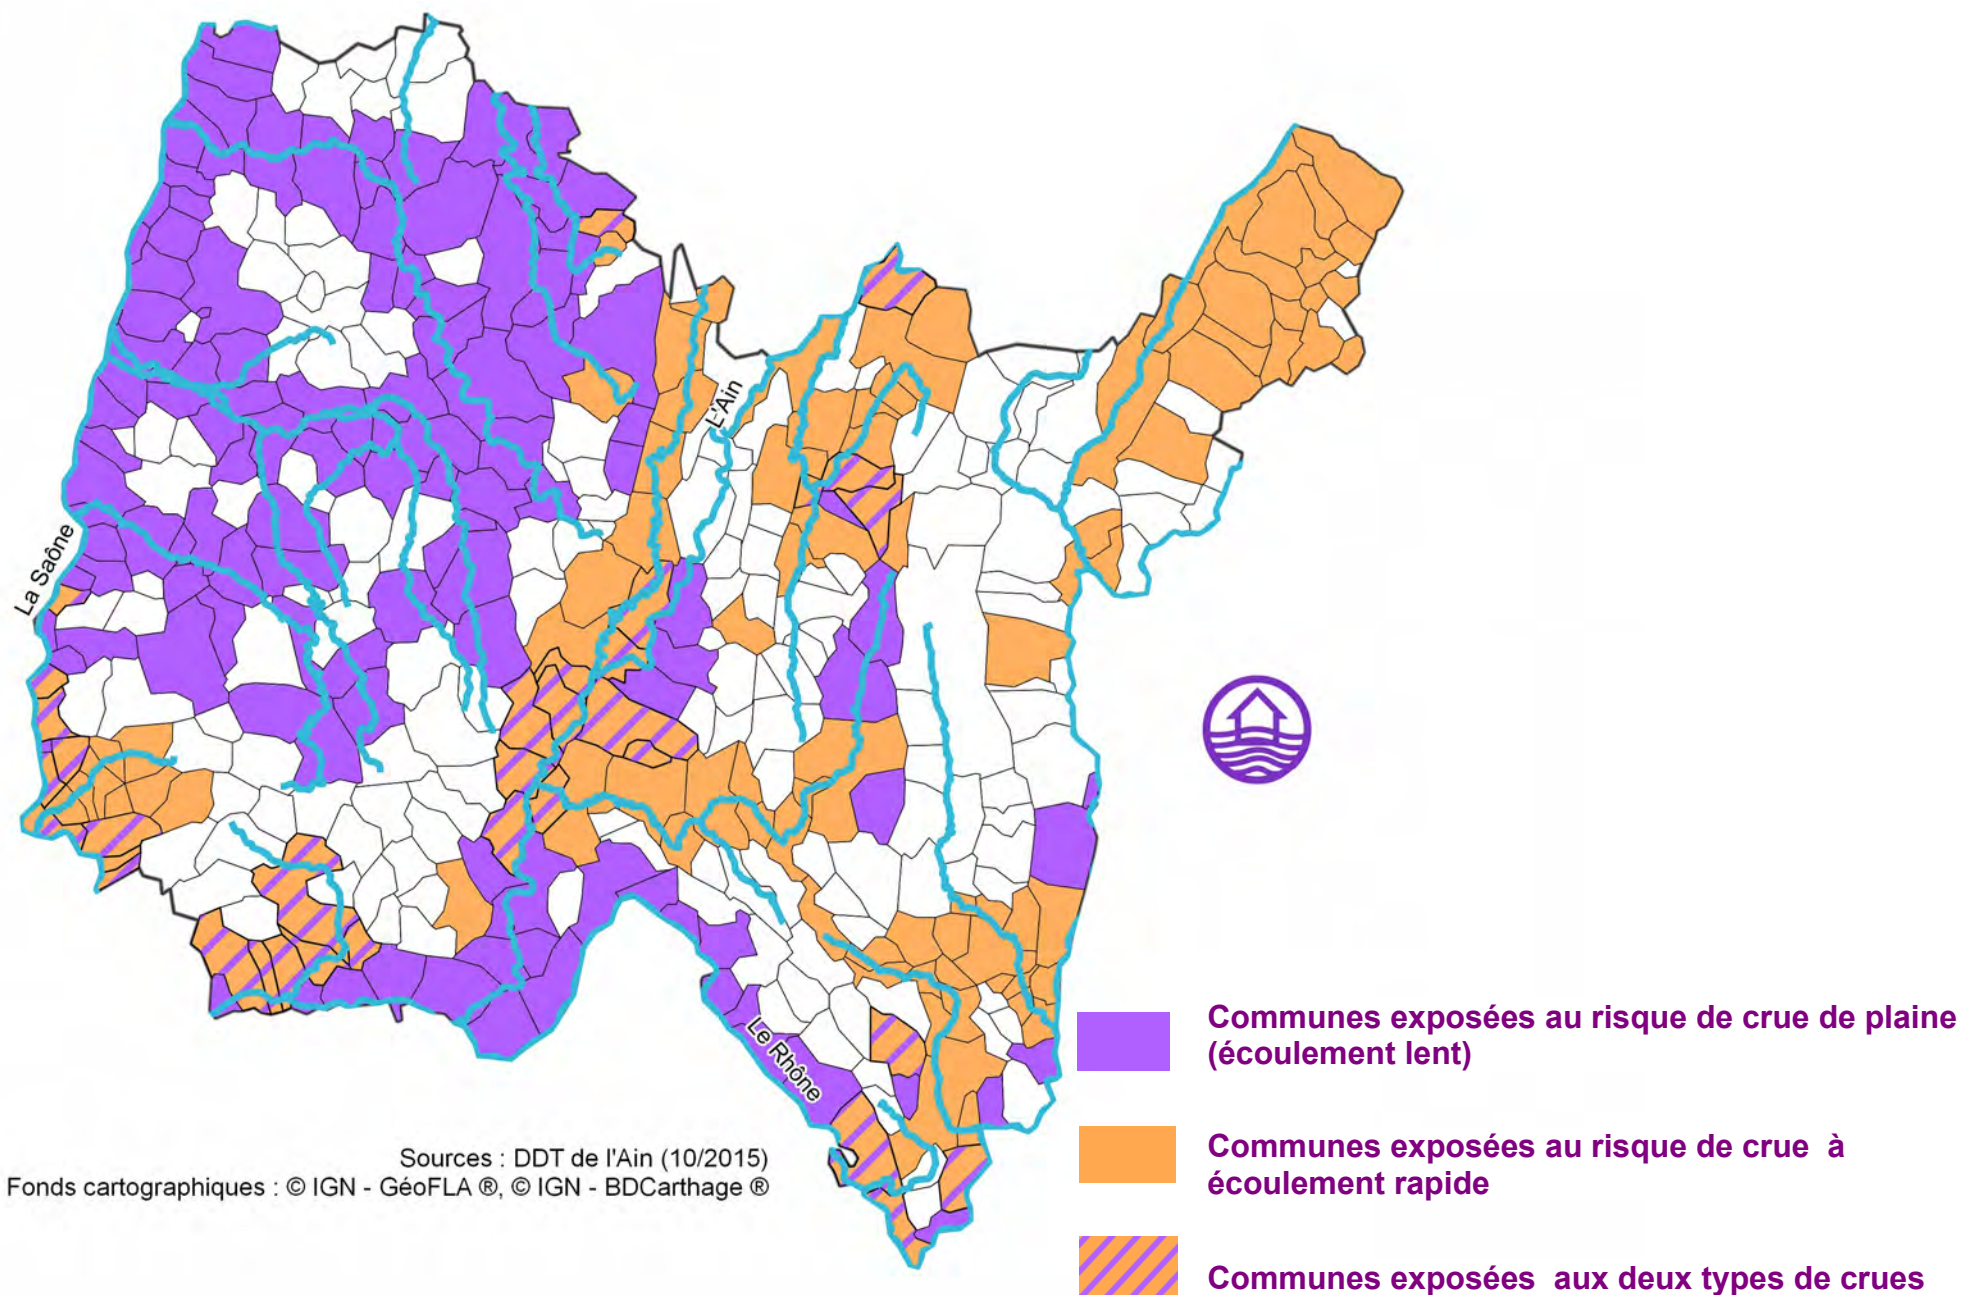 L'Ain
La Saône
Le Rhône
Communes exposées au risque de crue de plaine
(écoulement lent)
Communes exposées au risque de crue à
écoulement rapide
Communes exposées aux deux types de crues
Sources : DDT de l'Ain (10/2015)
Fonds cartographiques : © IGN - GéoFLA ®, © IGN - BDCarthage ®